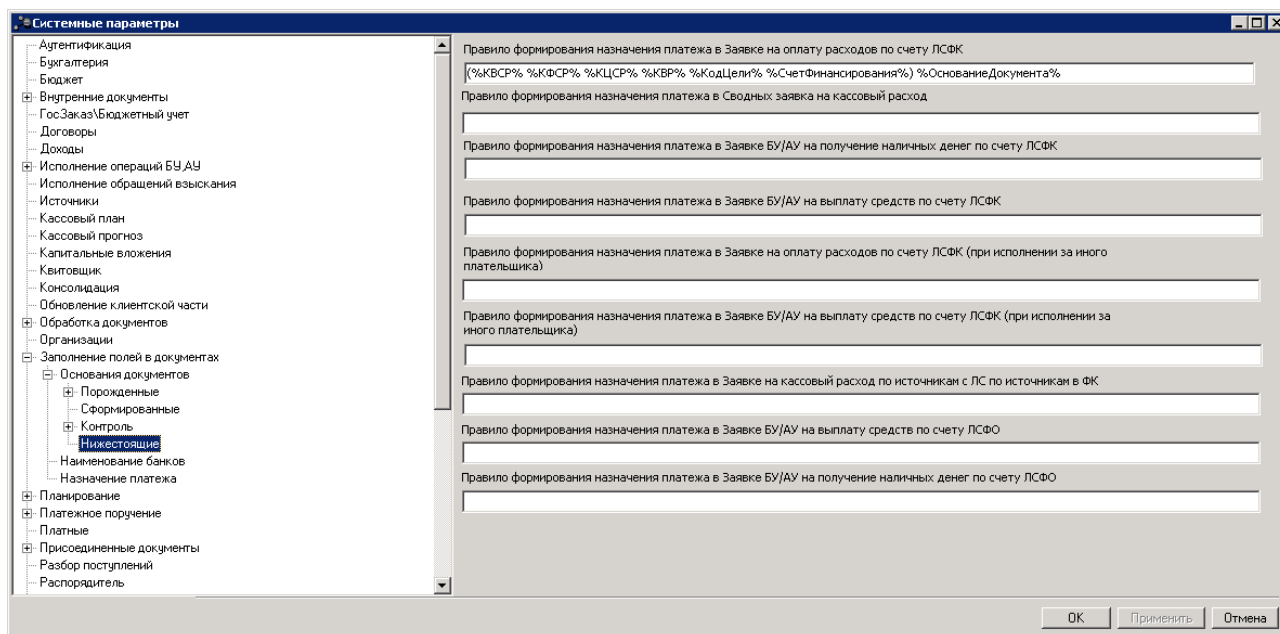 Системные параметры
Аутентификация
Бухгалтерия
Бюджет
Внутренние документы
ГосЗаказ\Бюджетный учет
Договоры
Доходы
Исполнение операций БУ,АУ
Исполнение обращений взыскания
Источники
Кассовый план
Кассовый прогноз
Капитальные вложения
Квитовщик
Консолидация
Обновление клиентской части
Обработка документов
Организации
Заполнение полей в документах
Основания документов
Порожденные
Сформированные
Контроль
Нижестоящие
Наименование банков
Назначение платежа
Планирование
Платежное поручение
Платные
Присоединенные документы
Разбор поступлений
Распорядитель
Правило формирования назначения платежа в Заявке на оплату расходов по счету ЛСФК
(%КВСР% %КФСР% %КЦСР% %КВР% %КодЦели% %СчетФинансирования%) %ОснованиеДокумента%
Правило формирования назначения платежа в Сводных заявка на кассовый расход
Правило формирования назначения платежа в Заявке БУ/АУ на получение наличных денег по счету ЛСФК
Правило формирования назначения платежа в Заявке БУ/АУ на выплату средств по счету ЛСФК
Правило формирования назначения платежа в Заявке на оплату расходов по счету ЛСФК (при исполнении за иного
плательщика)
Правило формирования назначения платежа в Заявке БУ/АУ на выплату средств по счету ЛСФК (при исполнении за
иного плательщика)
Правило формирования назначения платежа в Заявке на кассовый расход по источникам с ЛС по источникам в ФК
Правило формирования назначения платежа в Заявке БУ/АУ на выплату средств по счету ЛСФО
Правило формирования назначения платежа в Заявке БУ/АУ на получение наличных денег по счету ЛСФО
OK
Применить
Отмена